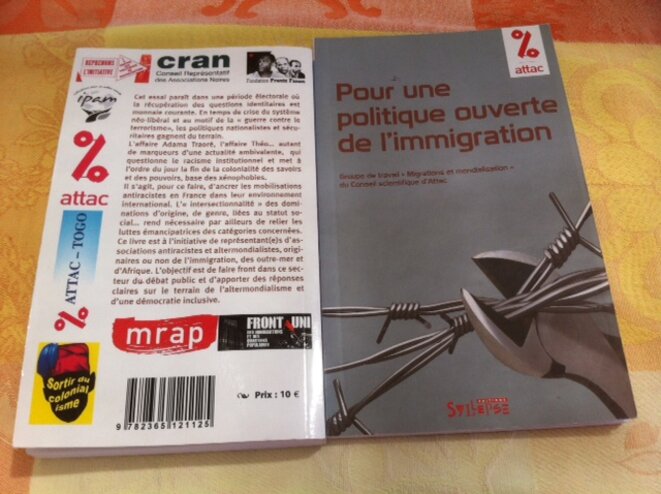 REPRENONS
L'INITIATIVE
cran
Conseil Représentatif
des Associations Noires
Fondation Frantz Fanon
ipam
Cet essai paraît dans une période électorale où
la récupération des questions identitaires est
monnaie courante. En temps de crise du système
néo-libéral et au motif de la « guerre contre le
terrorisme», les politiques nationalistes et sécu-
ritaires gagnent du terrain.
L'affaire Adama Traoré, l'affaire Théo... autant
de marqueurs d'une actualité ambivalente, qui
questionne le racisme institutionnel et met à
l'ordre du jour la fin de la colonialité des savoirs
et des pouvoirs, base des xénophobies.
Il s'agit, pour ce faire, d'ancrer les mobilisations
antiracistes en France dans leur environnement
international. L'« intersectionnalité » des domi-
nations d'origine, de genre, liées au statut so-
cial... rend nécessaire par ailleurs de relier les
luttes émancipatrices des catégories concernées.
Ce livre est à l'initiative de représentant(e)s d'as-
sociations antiracistes et altermondialistes, origi-
naires ou non de l'immigration, des outre-mer et
d'Afrique. L'objectif est de faire front dans ce sec-
teur du débat public et d'apporter des réponses
claires sur le terrain de l'altermondialisme et
d'une démocratie inclusive.
%
attac
% ATTAC - TOGO
mrap
FRONT UNI
DES IMMIGRATIONS
ET DES
QUARTIERS
POPULAIRES
Sortir du
colonial
isme
Prix : 10 €
9 782365 121125
%
attac
Pour une
politique ouverte
de l'immigration
Groupe de travail « Migrations et mondialisation »
du Conseil scientifique d'Attac
EDITIONS
SYLLEPSE